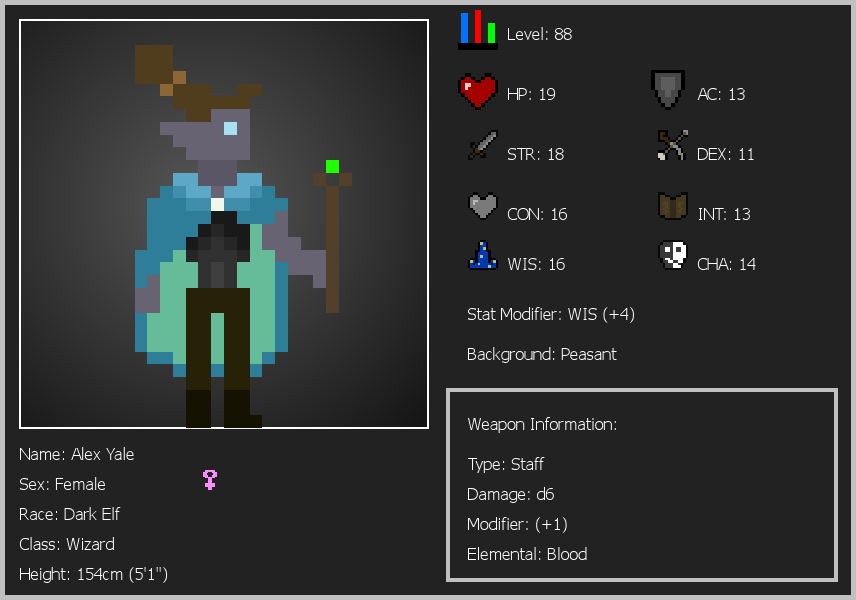 Level: 88
HP: 19
AC: 13
STR: 18
DEX: 11
CON: 16
INT: 13
WIS: 16
CHA: 14
Stat Modifier: WIS (+4)
Background: Peasant
Weapon Information:
Type: Staff
Damage: d6
Modifier: (+1)
Elemental: Blood
Name: Alex Yale
Sex: Female
Race: Dark Elf
Class: Wizard
Height: 154cm (5'1")